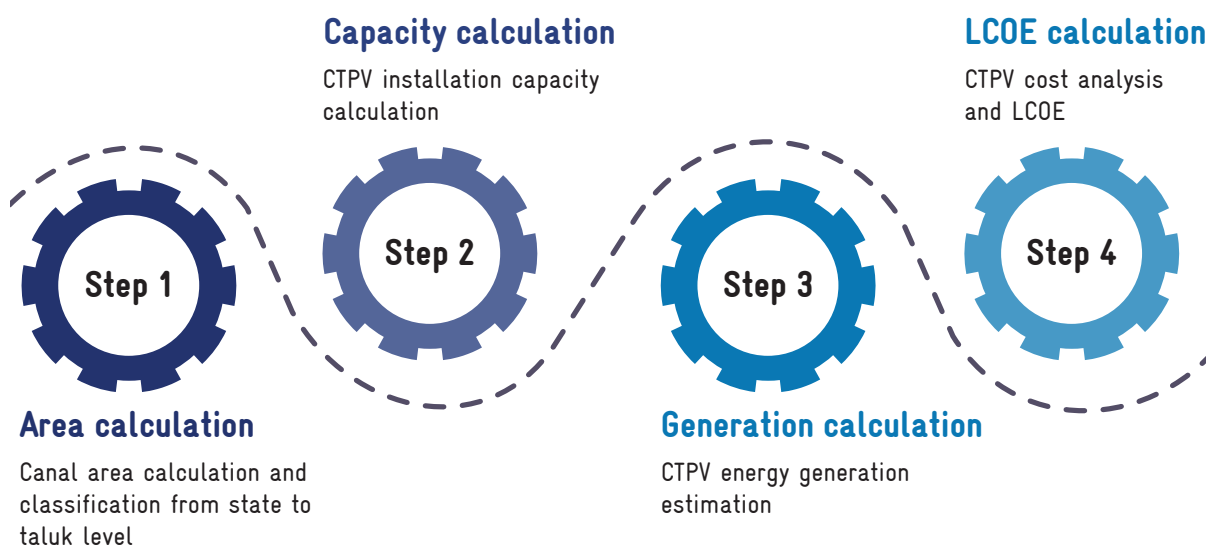 Step 1
Area calculation
Canal area calculation and
classification from state to
taluk level
Capacity calculation
CTPV installation capacity
calculation
Step 2
Step 3
Generation calculation
CTPV energy generation
estimation
LCOE calculation
CTPV cost analysis
and LCOE
Step 4